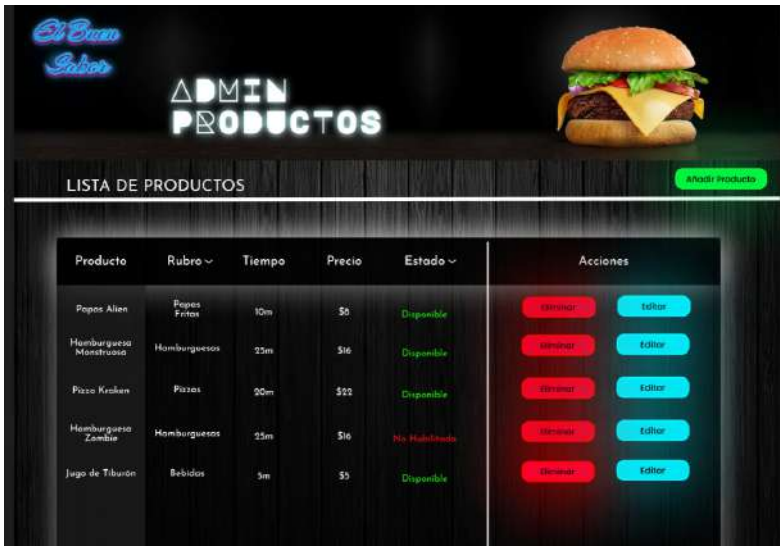 El Buen
Sabor
ADMIN
PRODUCTOS
LISTA DE PRODUCTOS
Añadir Producto
Producto Rubro Tiempo Precio Estado Acciones
Papas Alien Papas Fritas 10m $8 Disponible Eliminar Editar
Hamburguesa Monstruosa Hamburguesas 25m $16 Disponible Eliminar Editar
Pizza Kraken Pizzas 20m $22 Disponible Eliminar Editar
Hamburguesa Zombie Hamburguesas 25m $16 No Habilitado Eliminar Editar
Jugo de Tiburón Bebidas 5m $5 Disponible Eliminar Editar